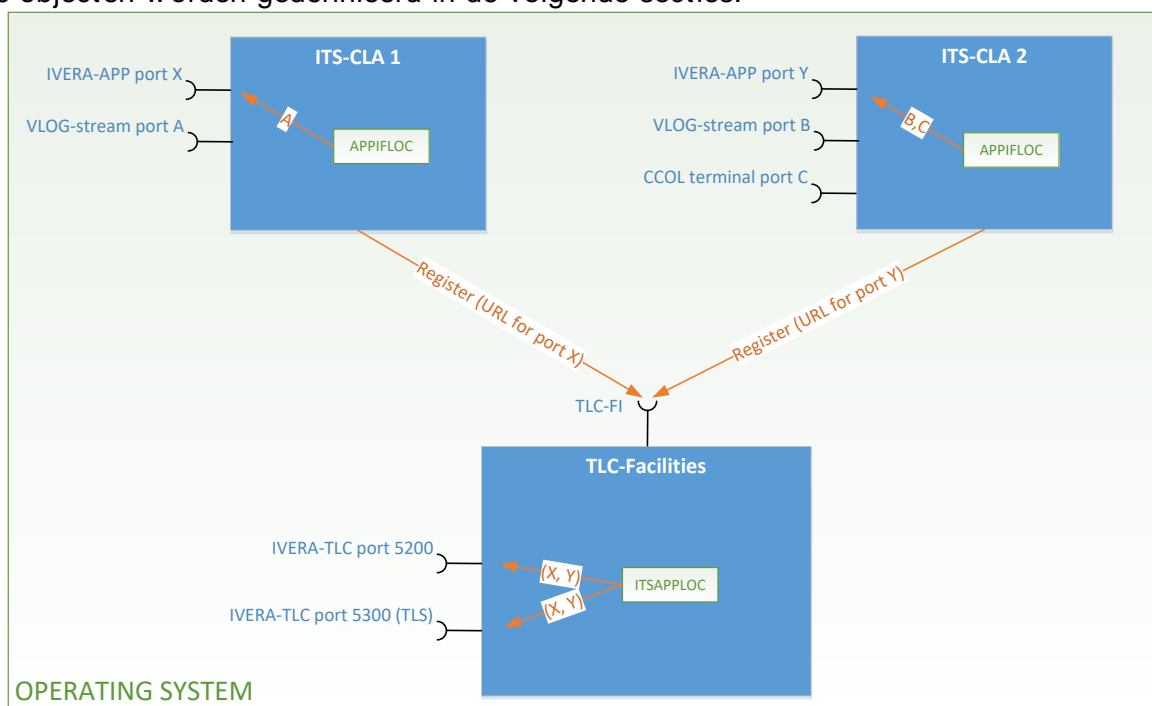 objecten worden gedefinieerd in de volgende secties.
ITS-CLA 1
IVERA-APP port X
VLOG-stream port A
A
APPIFLOC
ITS-CLA 2
IVERA-APP port Y
VLOG-stream port B
CCOL terminal port C
B,C
APPIFLOC
Register (URL for port X)
Register (URL for port Y)
TLC-FI
TLC-Facilities
IVERA-TLC port 5200
(X, Y)
ITSAPPLOC
(X, Y)
IVERA-TLC port 5300 (TLS)
OPERATING SYSTEM